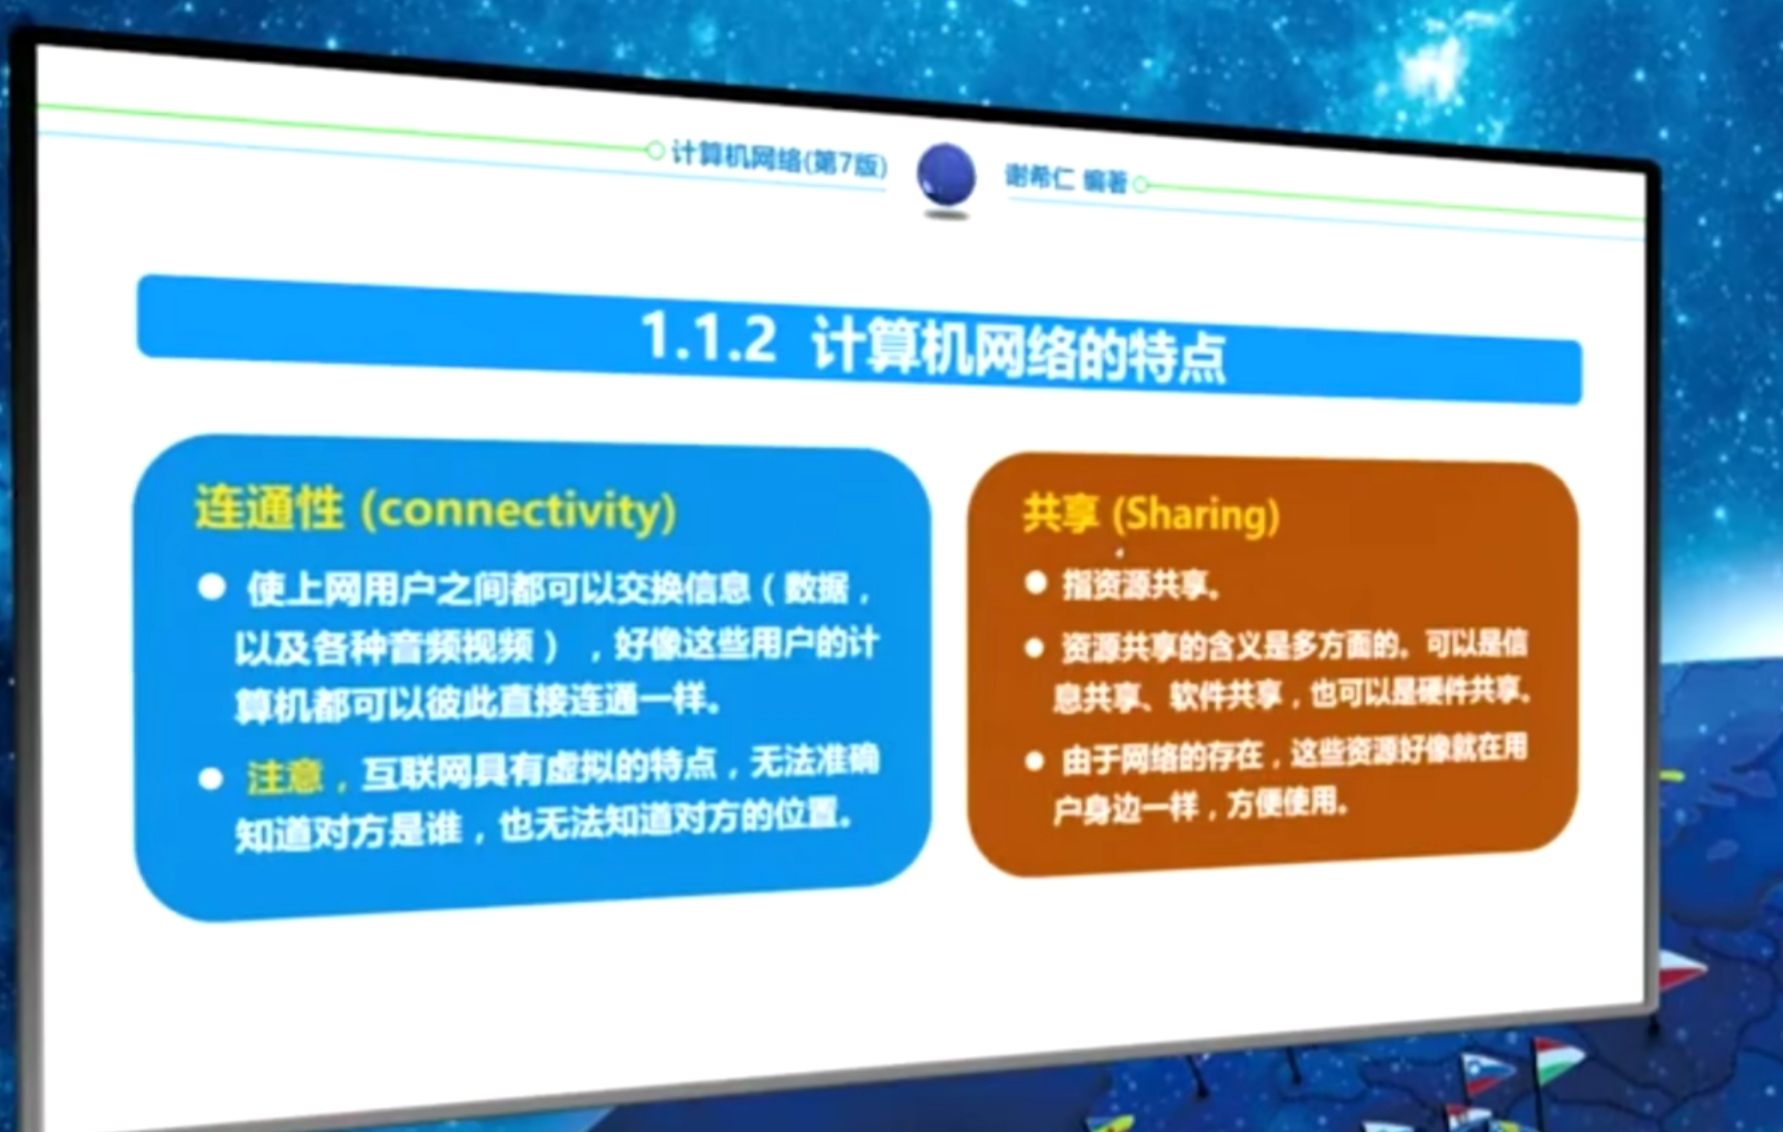 计算机网络(第7版)
谢希仁 编著
1.1.2 计算机网络的特点
连通性 (connectivity)
● 使上网用户之间都可以交换信息（数据，
以及各种音频视频），好像这些用户的计
算机都可以彼此直接连通一样。
● 注意，互联网具有虚拟的特点，无法准确
知道对方是谁，也无法知道对方的位置。
共享 (Sharing)
● 指资源共享。
● 资源共享的含义是多方面的。可以是信
息共享、软件共享，也可以是硬件共享。
● 由于网络的存在，这些资源好像就在用
户身边一样，方便使用。